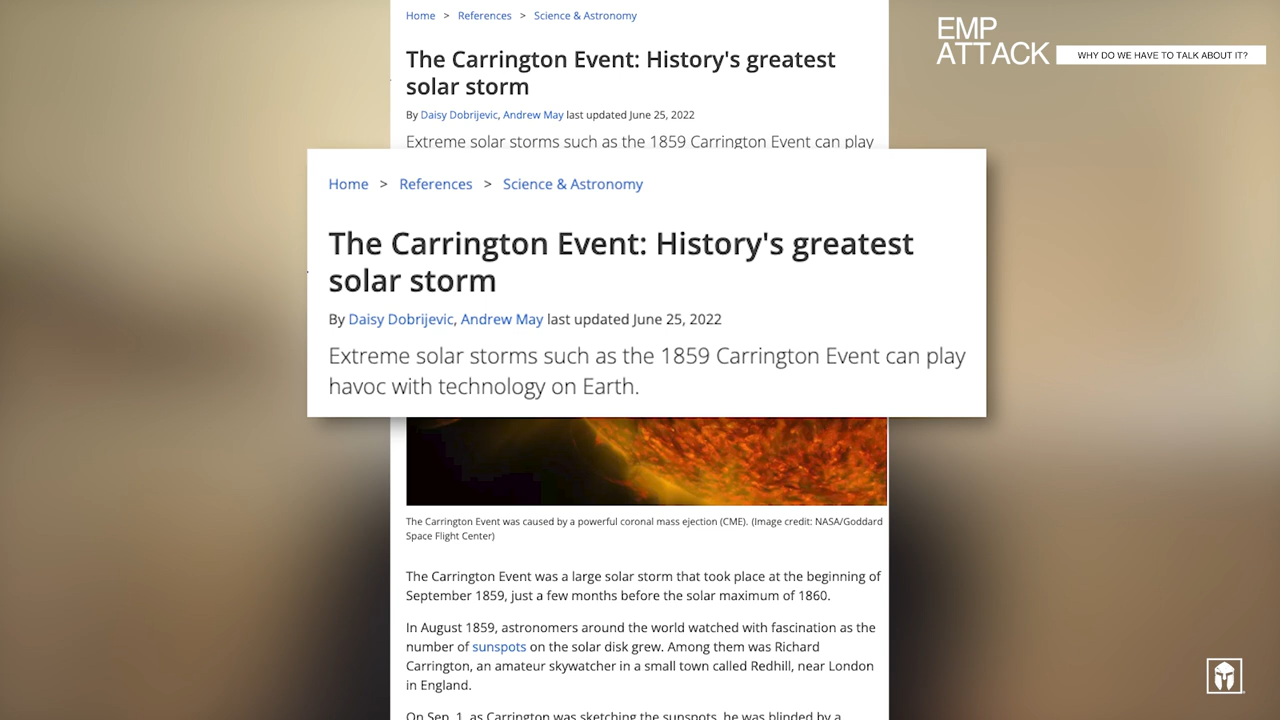 Home > References > Science & Astronomy
EMP
ATTACK
WHY DO WE HAVE TO TALK ABOUT IT?
The Carrington Event: History's greatest
solar storm
By Daisy Dobrijevic, Andrew May last updated June 25, 2022
Extreme solar storms such as the 1859 Carrington Event can play
Home > References > Science & Astronomy
The Carrington Event: History's greatest
solar storm
By Daisy Dobrijevic, Andrew May last updated June 25, 2022
Extreme solar storms such as the 1859 Carrington Event can play
havoc with technology on Earth.
The Carrington Event was caused by a powerful coronal mass ejection (CME). (Image credit: NASA/Goddard
Space Flight Center)
The Carrington Event was a large solar storm that took place at the beginning of
September 1859, just a few months before the solar maximum of 1860.
In August 1859, astronomers around the world watched with fascination as the
number of sunspots on the solar disk grew. Among them was Richard
Carrington, an amateur skywatcher in a small town called Redhill, near London
in England.
On Sep. 1, as Carrington was sketching the sunspots, he was blinded by a